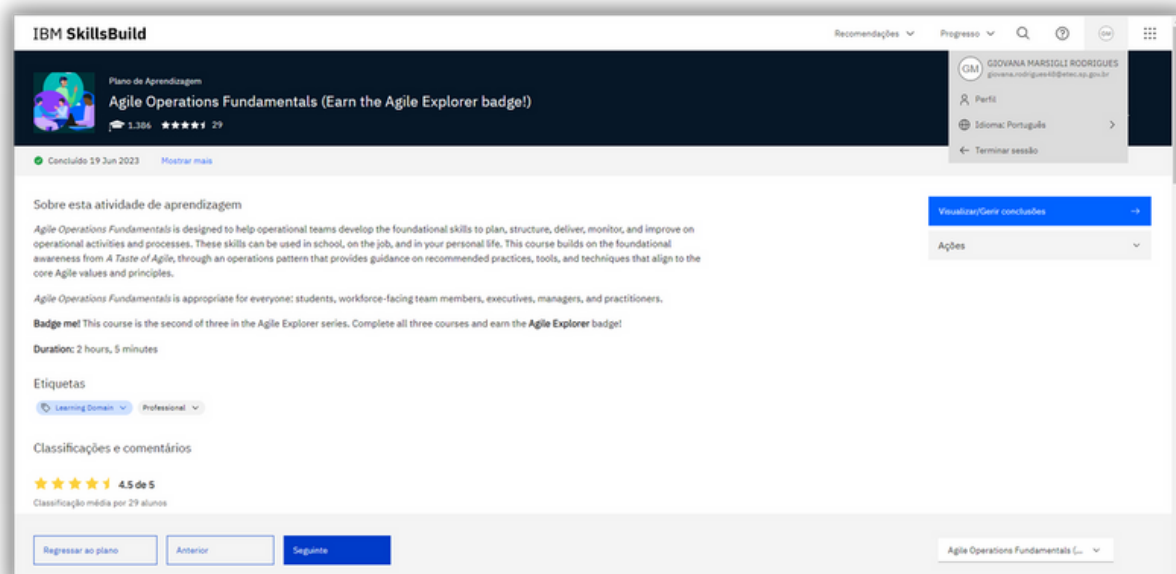 IBM SkillsBuild
Recomendações
Progresso
GM
GM
GIOVANA MARSIGLI RODRIGUES
giovana.rodrigues48@etec.sp.gov.br
Perfil
Idioma: Português
Terminar sessão
Plano de Aprendizagem
Agile Operations Fundamentals (Earn the Agile Explorer badge!)
1.386 29
Concluído 19 Jun 2023 Mostrar mais
Sobre esta atividade de aprendizagem
Agile Operations Fundamentals is designed to help operational teams develop the foundational skills to plan, structure, deliver, monitor, and improve on
operational activities and processes. These skills can be used in school, on the job, and in your personal life. This course builds on the foundational
awareness from A Taste of Agile, through an operations pattern that provides guidance on recommended practices, tools, and techniques that align to the
core Agile values and principles.
Agile Operations Fundamentals is appropriate for everyone: students, workforce-facing team members, executives, managers, and practitioners.
Badge me! This course is the second of three in the Agile Explorer series. Complete all three courses and earn the Agile Explorer badge!
Duration: 2 hours, 5 minutes
Visualizar/Gerir conclusões
Ações
Etiquetas
Learning Domain Professional
Classificações e comentários
4.5 de 5
Classificação média por 29 alunos
Regressar ao plano
Anterior
Seguinte
Agile Operations Fundamentals (...